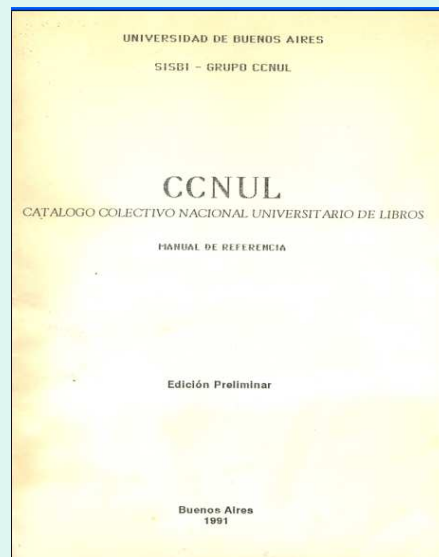 UNIVERSIDAD DE BUENOS AIRES
SISBI - GRUPO CCNUL
CCNUL
CATALOGO COLECTIVO NACIONAL UNIVERSITARIO DE LIBROS
MANUAL DE REFERENCIA
Edición Preliminar
Buenos Aires
1991